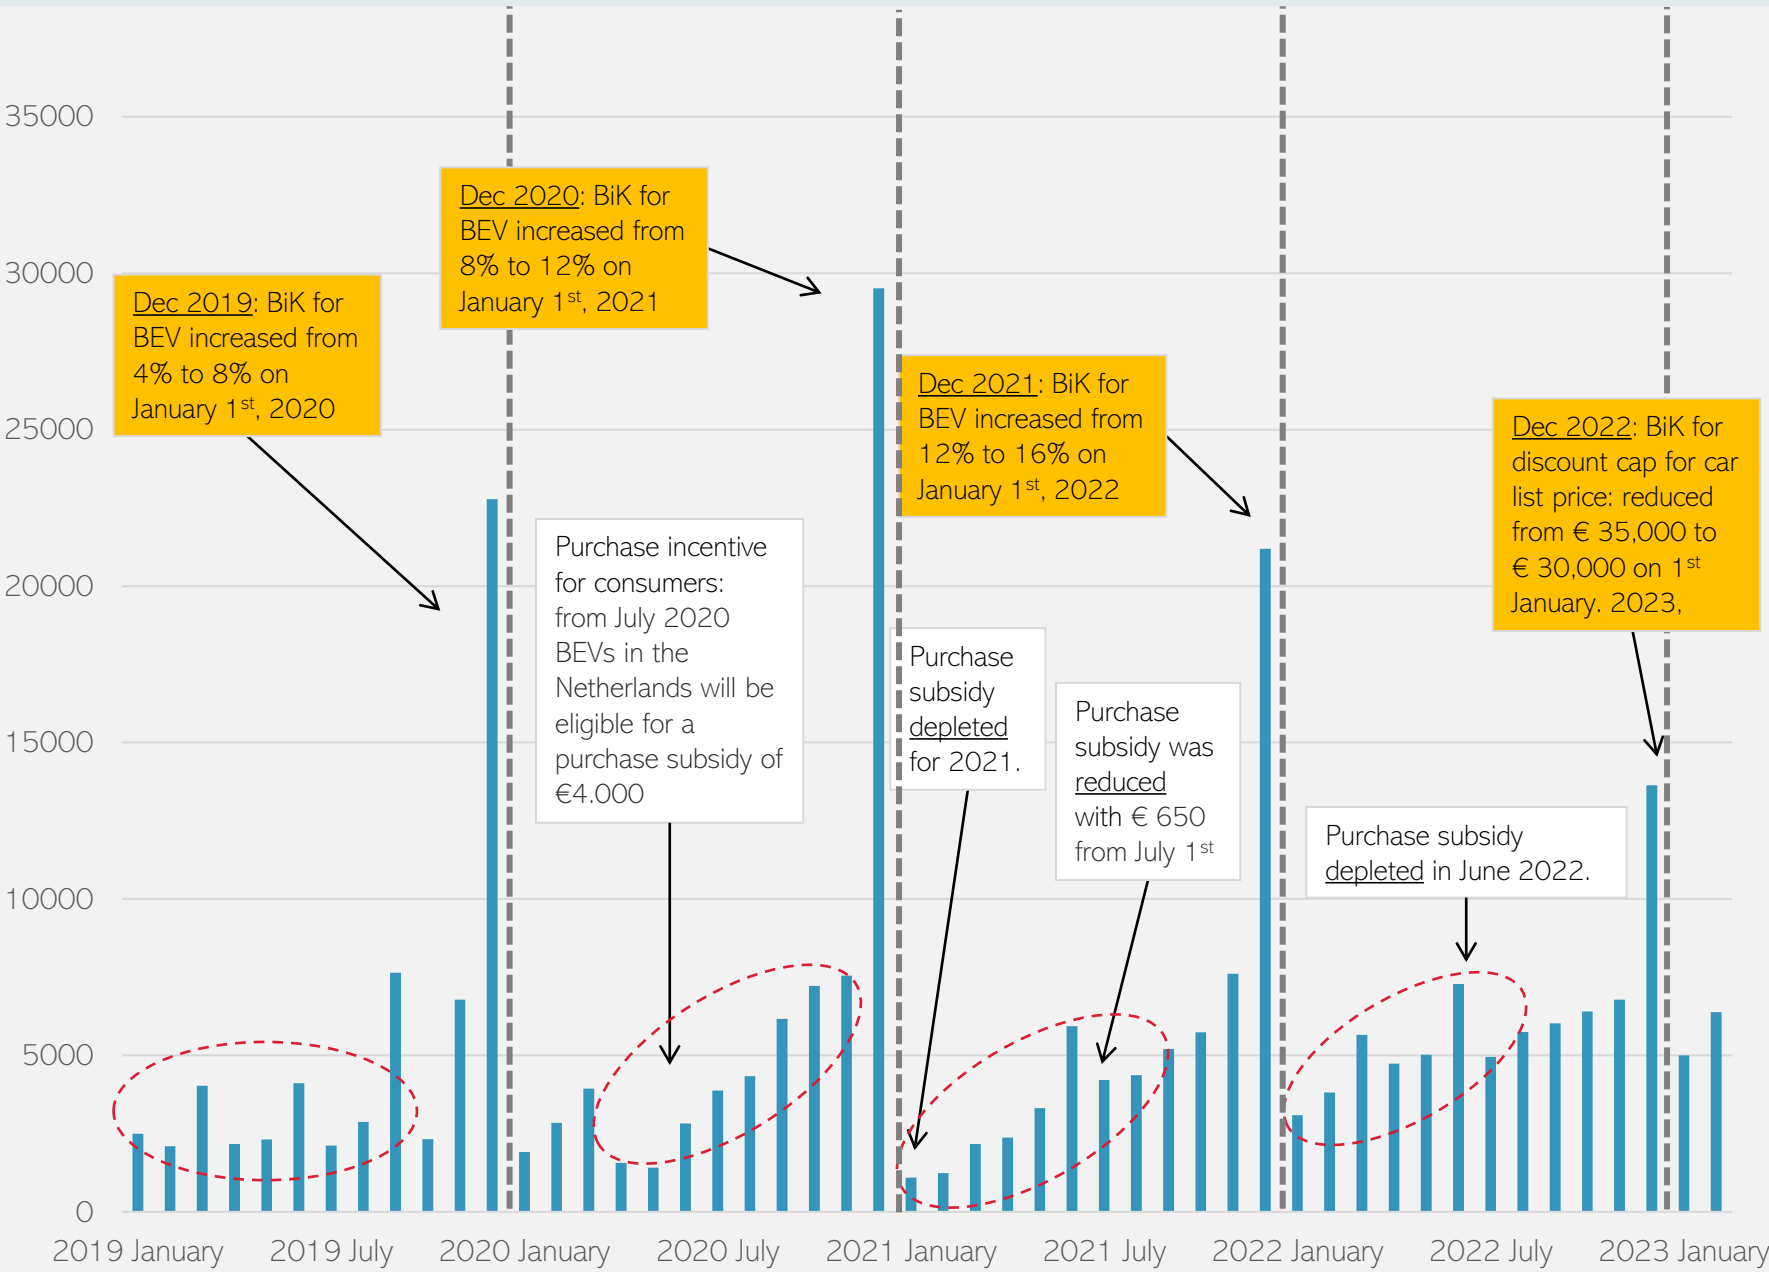 35000
30000
25000
20000
15000
10000
5000
0
Dec 2019: BiK for
BEV increased from
4% to 8% on
January 1st, 2020
Dec 2020: BiK for
BEV increased from
8% to 12% on
January 1st, 2021
Dec 2021: BiK for
BEV increased from
12% to 16% on
January 1st, 2022
Dec 2022: BiK for
discount cap for car
list price: reduced
from € 35,000 to
€ 30,000 on 1st
January. 2023,
Purchase incentive
for consumers:
from July 2020
BEVs in the
Netherlands will be
eligible for a
purchase subsidy of
€4.000
Purchase
subsidy
depleted
for 2021.
Purchase
subsidy was
reduced
with € 650
from July 1st
Purchase subsidy
depleted in June 2022.
2019 January
2019 July
2020 January
2020 July
2021 January
2021 July
2022 January
2022 July
2023 January